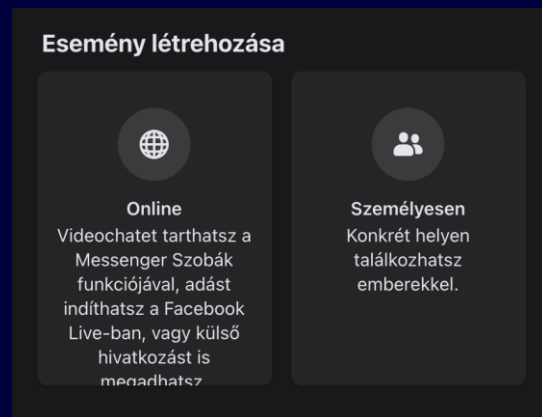 Esemény létrehozása
Online
Videochatet tarthatsz a
Messenger Szobák
funkciójával, adást
indíthatsz a Facebook
Live-ban, vagy külső
hivatkozást is
megadhatsz
Személyesen
Konkrét helyen
találkozhatsz
emberekkel.